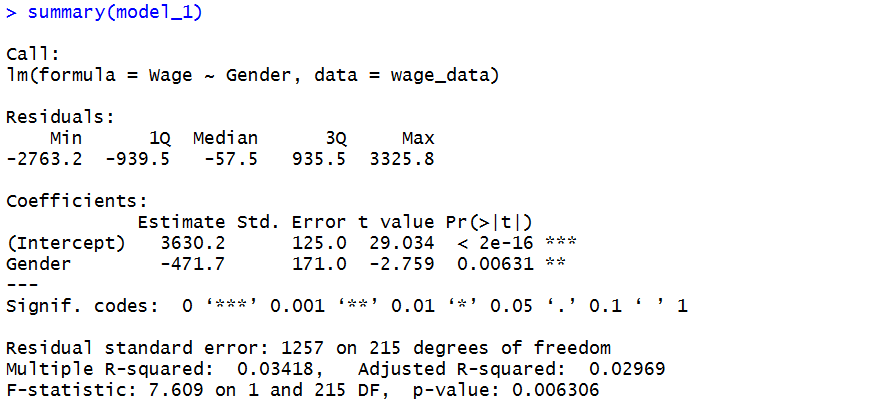 > summary(model_1)
Call:
lm(formula = Wage ~ Gender, data = wage_data)
Residuals:
    Min      1Q  Median      3Q     Max
-2763.2  -939.5   -57.5   935.5  3325.8
Coefficients:
            Estimate Std. Error t value Pr(>|t|)
(Intercept)   3630.2      125.0  29.034  < 2e-16 ***
Gender        -471.7      171.0  -2.759  0.00631 **
---
Signif. codes:  0 ‘***’ 0.001 ‘**’ 0.01 ‘*’ 0.05 ‘.’ 0.1 ‘ ’ 1
Residual standard error: 1257 on 215 degrees of freedom
Multiple R-squared:  0.03418,   Adjusted R-squared:  0.02969
F-statistic: 7.609 on 1 and 215 DF,  p-value: 0.006306